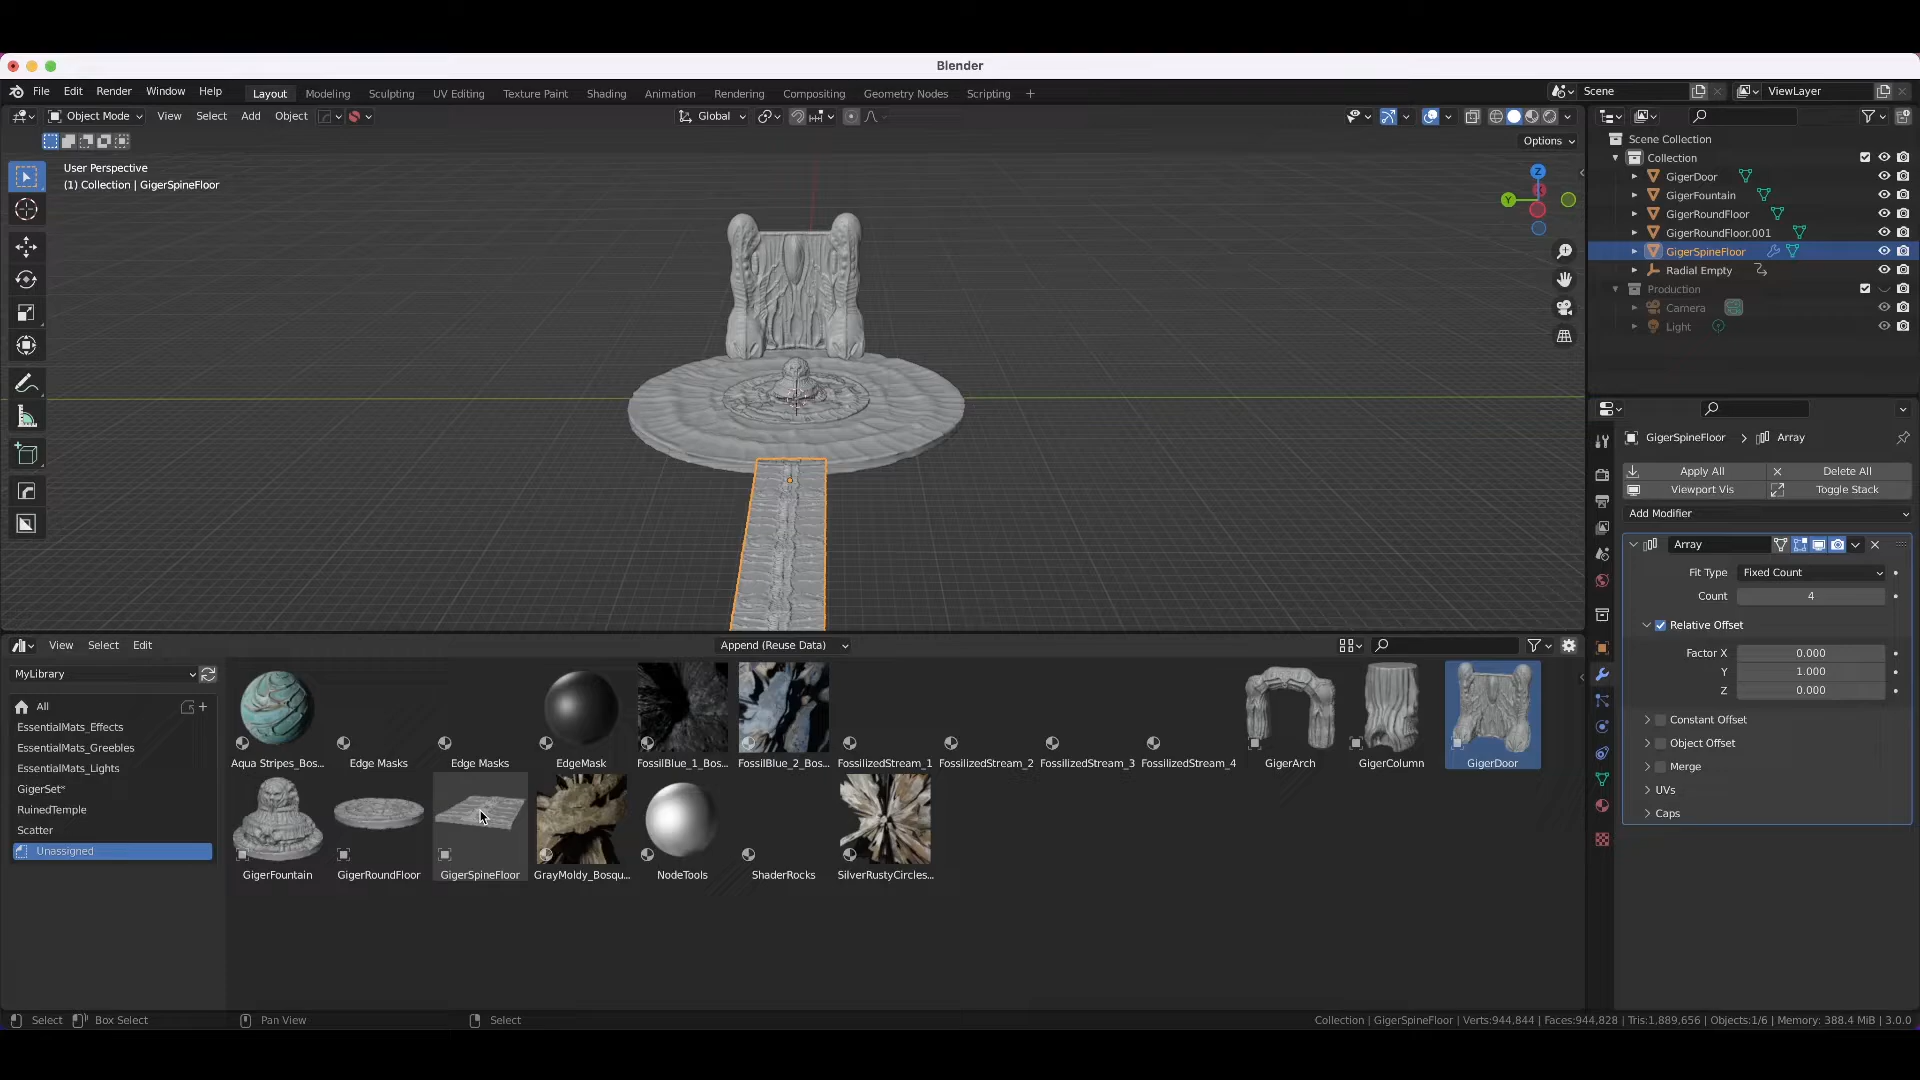 Blender
File Edit Render Window Help Layout Modeling Sculpting UV Editing Texture Paint Shading Animation Rendering Compositing Geometry Nodes Scripting + Scene ViewLayer
Object Mode View Select Add Object Global
Options
User Perspective
(1) Collection | GigerSpineFloor
Z
Y
Scene Collection
Collection
GigerDoor
GigerFountain
GigerRoundFloor
GigerRoundFloor.001
GigerSpineFloor
Radial Empty
Production
Camera
Light
GigerSpineFloor > Array
Apply All Delete All
Viewport Vis Toggle Stack
Add Modifier
Array
Fit Type Fixed Count
Count 4
Relative Offset
Factor X 0.000
Y 1.000
Z 0.000
Constant Offset
Object Offset
Merge
UVs
Caps
View Select Edit Append (Reuse Data)
MyLibrary
All
EssentialMats_Effects
EssentialMats_Greebles
EssentialMats_Lights
GigerSet*
RuinedTemple
Scatter
Unassigned
Aqua Stripes_Bos... Edge Masks Edge Masks EdgeMask FossilBlue_1_Bos... FossilBlue_2_Bos... FossilizedStream_1 FossilizedStream_2 FossilizedStream_3 FossilizedStream_4 GigerArch GigerColumn GigerDoor
GigerFountain GigerRoundFloor GigerSpineFloor GrayMoldy_Bosqu... NodeTools ShaderRocks SilverRustyCircles...
Select Box Select Pan View Select Collection | GigerSpineFloor | Verts:944,844 | Faces:944,828 | Tris:1,889,656 | Objects:1/6 | Memory: 388.4 MiB | 3.0.0